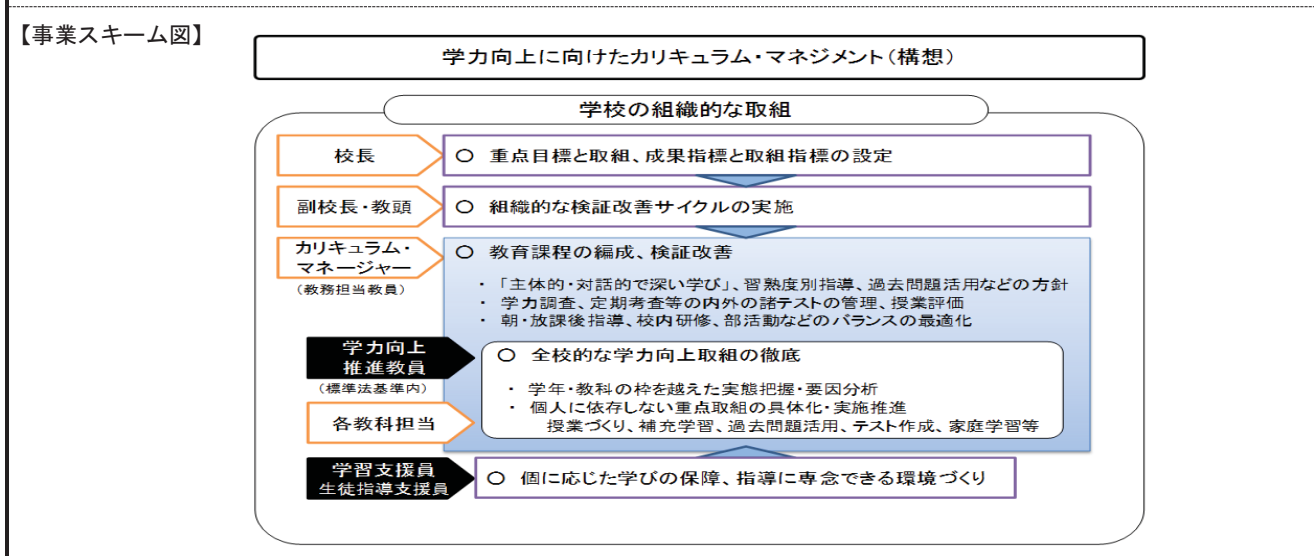 【事業スキーム図】
学力向上に向けたカリキュラム・マネジメント（構想）
学校の組織的な取組
校長
○ 重点目標と取組、成果指標と取組指標の設定
副校長・教頭
○ 組織的な検証改善サイクルの実施
カリキュラム・
マネージャー
（教務担当教員）
○ 教育課程の編成、検証改善
・「主体的・対話的で深い学び」、習熟度別指導、過去問題活用などの方針
・ 学力調査、定期考査等の内外の諸テストの管理、授業評価
・ 朝・放課後指導、校内研修、部活動などのバランスの最適化
学力向上
推進教員
（標準法基準内）
○ 全校的な学力向上取組の徹底
・ 学年・教科の枠を越えた実態把握・要因分析
・ 個人に依存しない重点取組の具体化・実施推進
授業づくり、補充学習、過去問題活用、テスト作成、家庭学習等
各教科担当
学習支援員
生徒指導支援員
○ 個に応じた学びの保障、指導に専念できる環境づくり